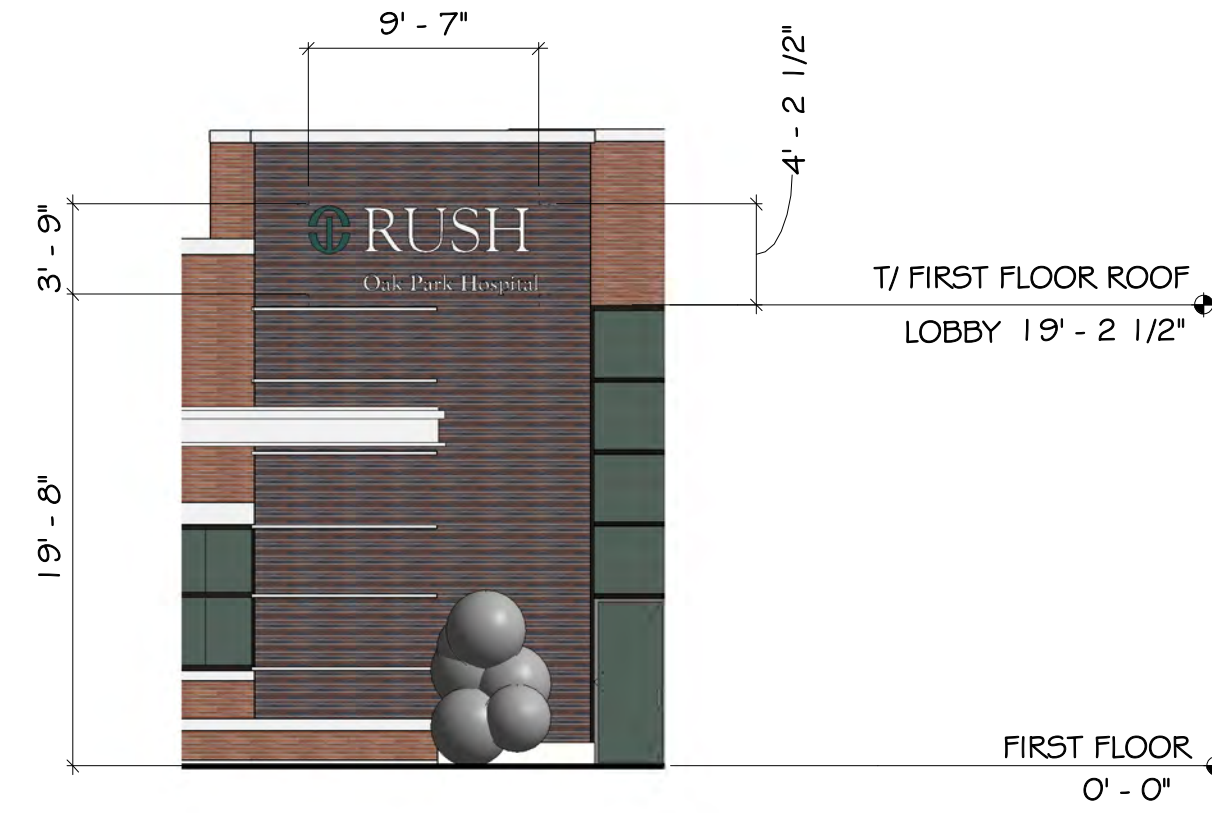 9' - 7"
4' - 2 1/2"
3' - 9"
RUSH
Oak Park Hospital
T/ FIRST FLOOR ROOF
LOBBY 19' - 2 1/2"
19' - 8"
FIRST FLOOR
0' - 0"